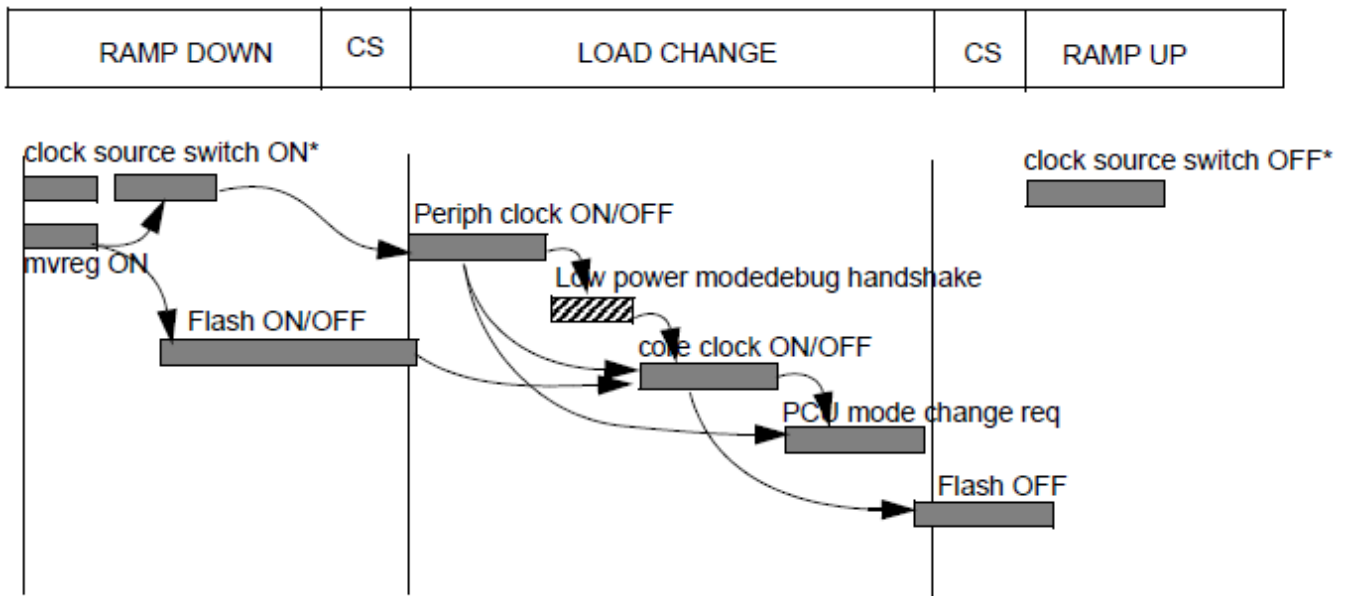 RAMP DOWN
CS
LOAD CHANGE
CS
RAMP UP
clock source switch ON*
clock source switch OFF*
Periph clock ON/OFF
mvreg ON
Low power modedebug handshake
Flash ON/OFF
core clock ON/OFF
PCU mode change req
Flash OFF